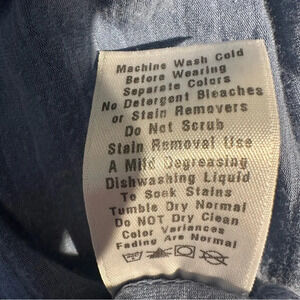 Machine Wash Cold
Before Wearing
Separate Colors
No Detergent Bleaches
or Stain Removers
Do Not Scrub
Stain Removal Use
A Mild Degreasing
Dishwashing Liquid
To Soak Stains
Tumble Dry Normal
Do NOT Dry Clean
Color Variances
Fading Are Normal